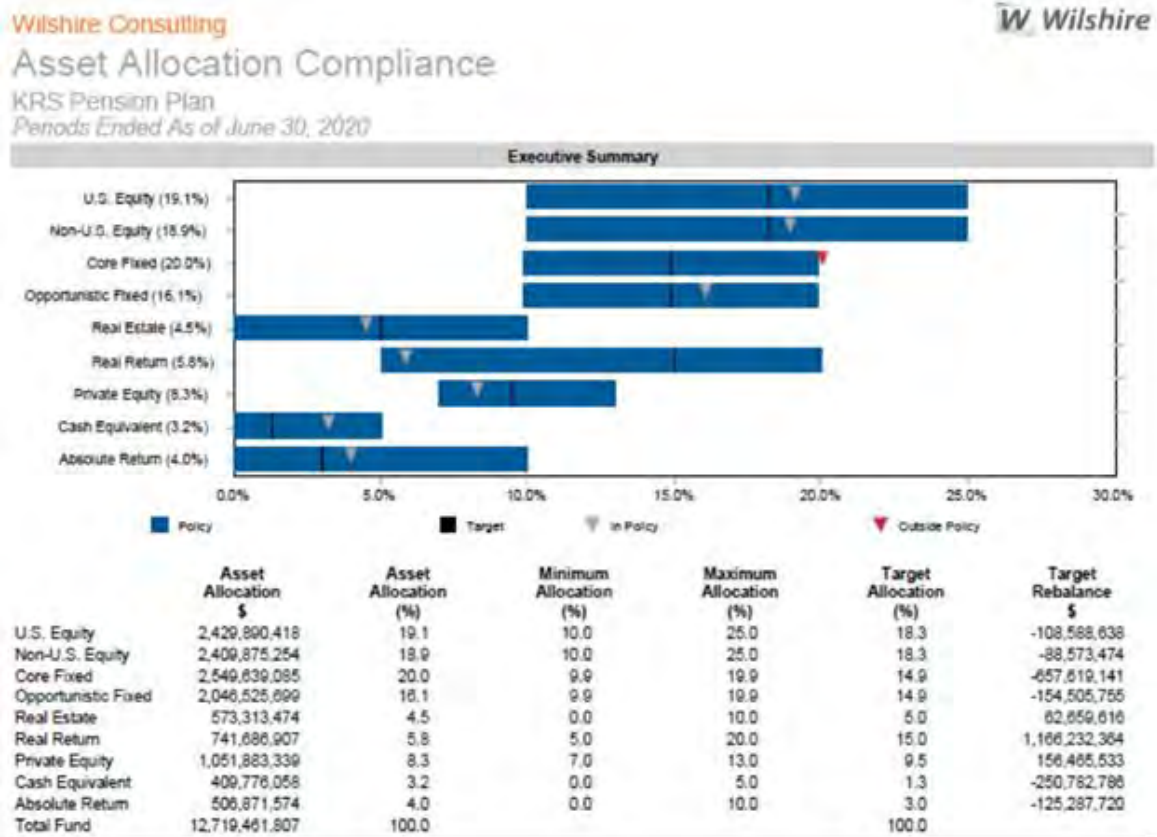 Wilshire Consulting
W Wilshire
Asset Allocation Compliance
KRS Pension Plan
Periods Ended As of June 30, 2020
Executive Summary
U.S. Equity (19.1%)
Non-U.S. Equity (18.9%)
Core Fixed (20.0%)
Opportunistic Fixed (16.1%)
Real Estate (4.5%)
Real Return (5.8%)
Private Equity (8.3%)
Cash Equivalent (3.2%)
Absolute Return (4.0%)
0.0% 5.0% 10.0% 15.0% 20.0% 25.0% 30.0%
Policy Target In Policy Outside Policy
Asset Asset Minimum Maximum Target Target
Allocation Allocation Allocation Allocation Allocation Rebalance
$ (%) (%) (%) (%) $
U.S. Equity 2,429,890,418 19.1 10.0 25.0 18.3 -108,588,638
Non-U.S. Equity 2,409,875,254 18.9 10.0 25.0 18.3 -88,573,474
Core Fixed 2,549,639,085 20.0 9.9 19.9 14.9 -657,619,141
Opportunistic Fixed 2,046,525,699 16.1 9.9 19.9 14.9 -154,505,755
Real Estate 573,313,474 4.5 0.0 10.0 5.0 62,659,616
Real Return 741,686,907 5.8 5.0 20.0 15.0 1,166,232,364
Private Equity 1,051,883,339 8.3 7.0 13.0 9.5 156,465,533
Cash Equivalent 409,776,058 3.2 0.0 5.0 1.3 -250,782,786
Absolute Return 506,871,574 4.0 0.0 10.0 3.0 -125,287,720
Total Fund 12,719,461,807 100.0 100.0